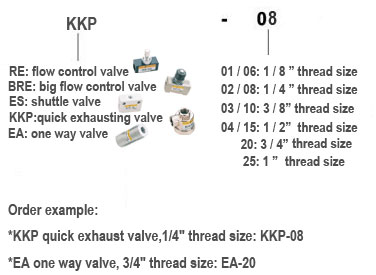 KKP - 08
RE: flow control valve
BRE: big flow control valve
ES: shuttle valve
KKP:quick exhausting valve
EA: one way valve
01 / 06: 1 / 8 ” thread size
02 / 08: 1 / 4 ” thread size
03 / 10: 3 / 8” thread size
04 / 15: 1 / 2” thread size
20: 3 / 4” thread size
25: 1 ” thread size
Order example:
*KKP quick exhaust valve,1/4" thread size: KKP-08
*EA one way valve, 3/4" thread size: EA-20